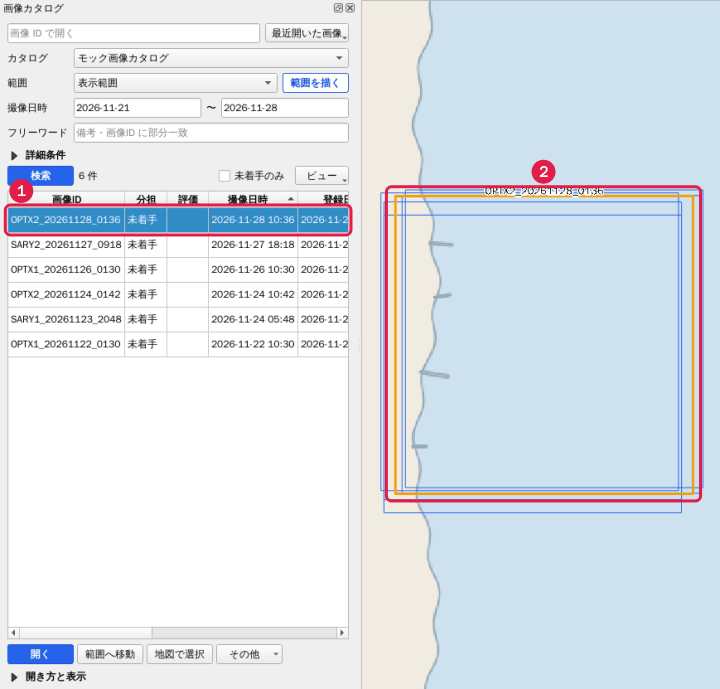 画像カタログ
画像 ID で開く 最近開いた画像
カタログ モック画像カタログ
範囲 表示範囲 範囲を描く
撮像日時 2026-11-21 ～ 2026-11-28
フリーワード 備考・画像ID に部分一致
詳細条件
検索 6 件 未着手のみ ビュー
1
画像ID 分担 評価 撮像日時 登録日
OPTX2_20261128_0136 未着手 2026-11-28 10:36 2026-11-2
SARY2_20261127_0918 未着手 2026-11-27 18:18 2026-11-2
OPTX1_20261126_0130 未着手 2026-11-26 10:30 2026-11-2
OPTX2_20261124_0142 未着手 2026-11-24 10:42 2026-11-2
SARY1_20261123_2048 未着手 2026-11-24 05:48 2026-11-2
OPTX1_20261122_0130 未着手 2026-11-22 10:30 2026-11-2
開く 範囲へ移動 地図で選択 その他
開き方と表示
2
OPTX2_20261128_0136